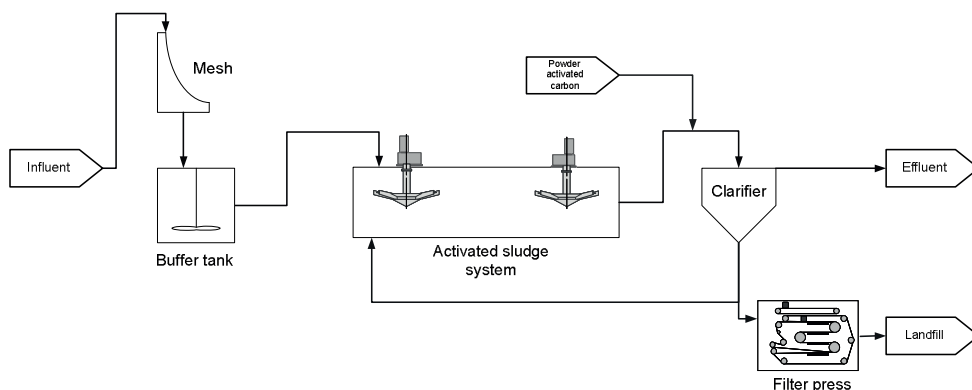 Powder
activated
carbon
Mesh
Influent
Effluent
Clarifier
Buffer tank
Activated sludge
system
Landfill
Filter press